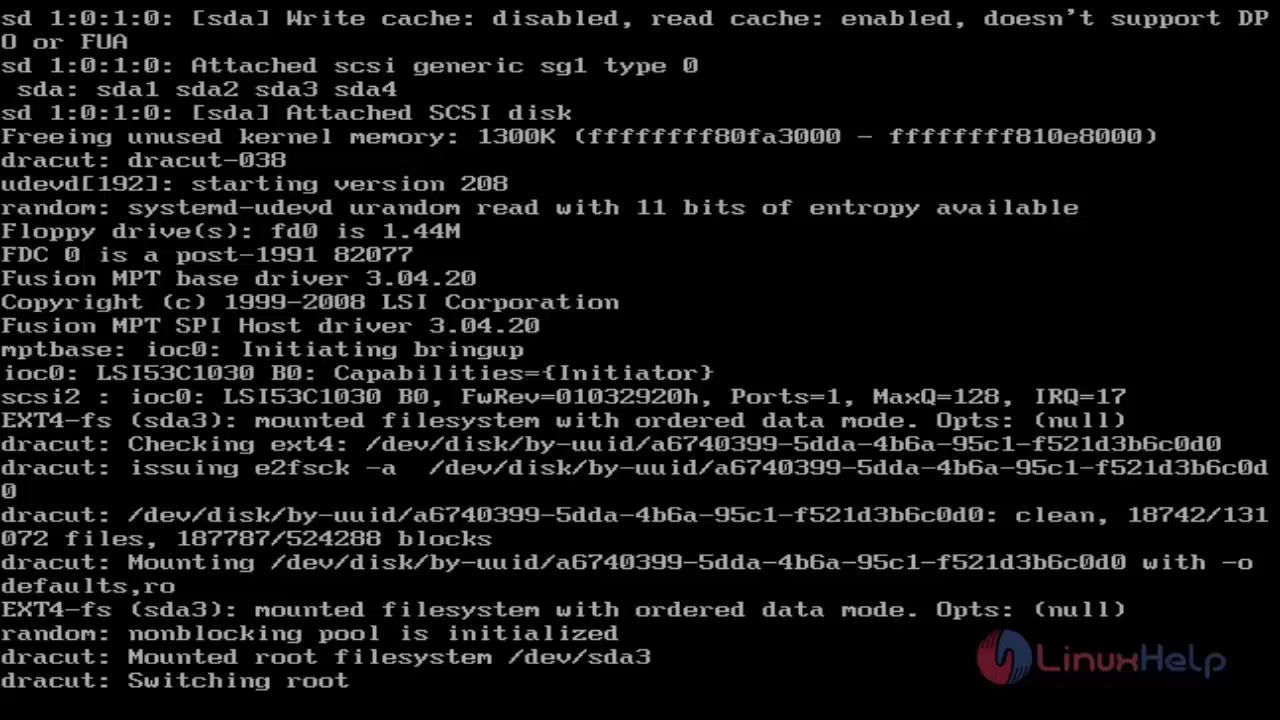 sd 1:0:1:0: [sda] Write cache: disabled, read cache: enabled, doesn't support DP
O or FUA
sd 1:0:1:0: Attached scsi generic sg1 type 0
 sda: sda1 sda2 sda3 sda4
sd 1:0:1:0: [sda] Attached SCSI disk
Freeing unused kernel memory: 1300K (ffffffff80fa3000 - ffffffff810e8000)
dracut: dracut-038
udevd[192]: starting version 208
random: systemd-udevd urandom read with 11 bits of entropy available
Floppy drive(s): fd0 is 1.44M
FDC 0 is a post-1991 82077
Fusion MPT base driver 3.04.20
Copyright (c) 1999-2008 LSI Corporation
Fusion MPT SPI Host driver 3.04.20
mptbase: ioc0: Initiating bringup
ioc0: LSI53C1030 B0: Capabilities={Initiator}
scsi2 : ioc0: LSI53C1030 B0, FwRev=01032920h, Ports=1, MaxQ=128, IRQ=17
EXT4-fs (sda3): mounted filesystem with ordered data mode. Opts: (null)
dracut: Checking ext4: /dev/disk/by-uuid/a6740399-5dda-4b6a-95c1-f521d3b6c0d0
dracut: issuing e2fsck -a  /dev/disk/by-uuid/a6740399-5dda-4b6a-95c1-f521d3b6c0d
0
dracut: /dev/disk/by-uuid/a6740399-5dda-4b6a-95c1-f521d3b6c0d0: clean, 18742/131
072 files, 187787/524288 blocks
dracut: Mounting /dev/disk/by-uuid/a6740399-5dda-4b6a-95c1-f521d3b6c0d0 with -o
defaults,ro
EXT4-fs (sda3): mounted filesystem with ordered data mode. Opts: (null)
random: nonblocking pool is initialized
dracut: Mounted root filesystem /dev/sda3
dracut: Switching root
LinuxHelp